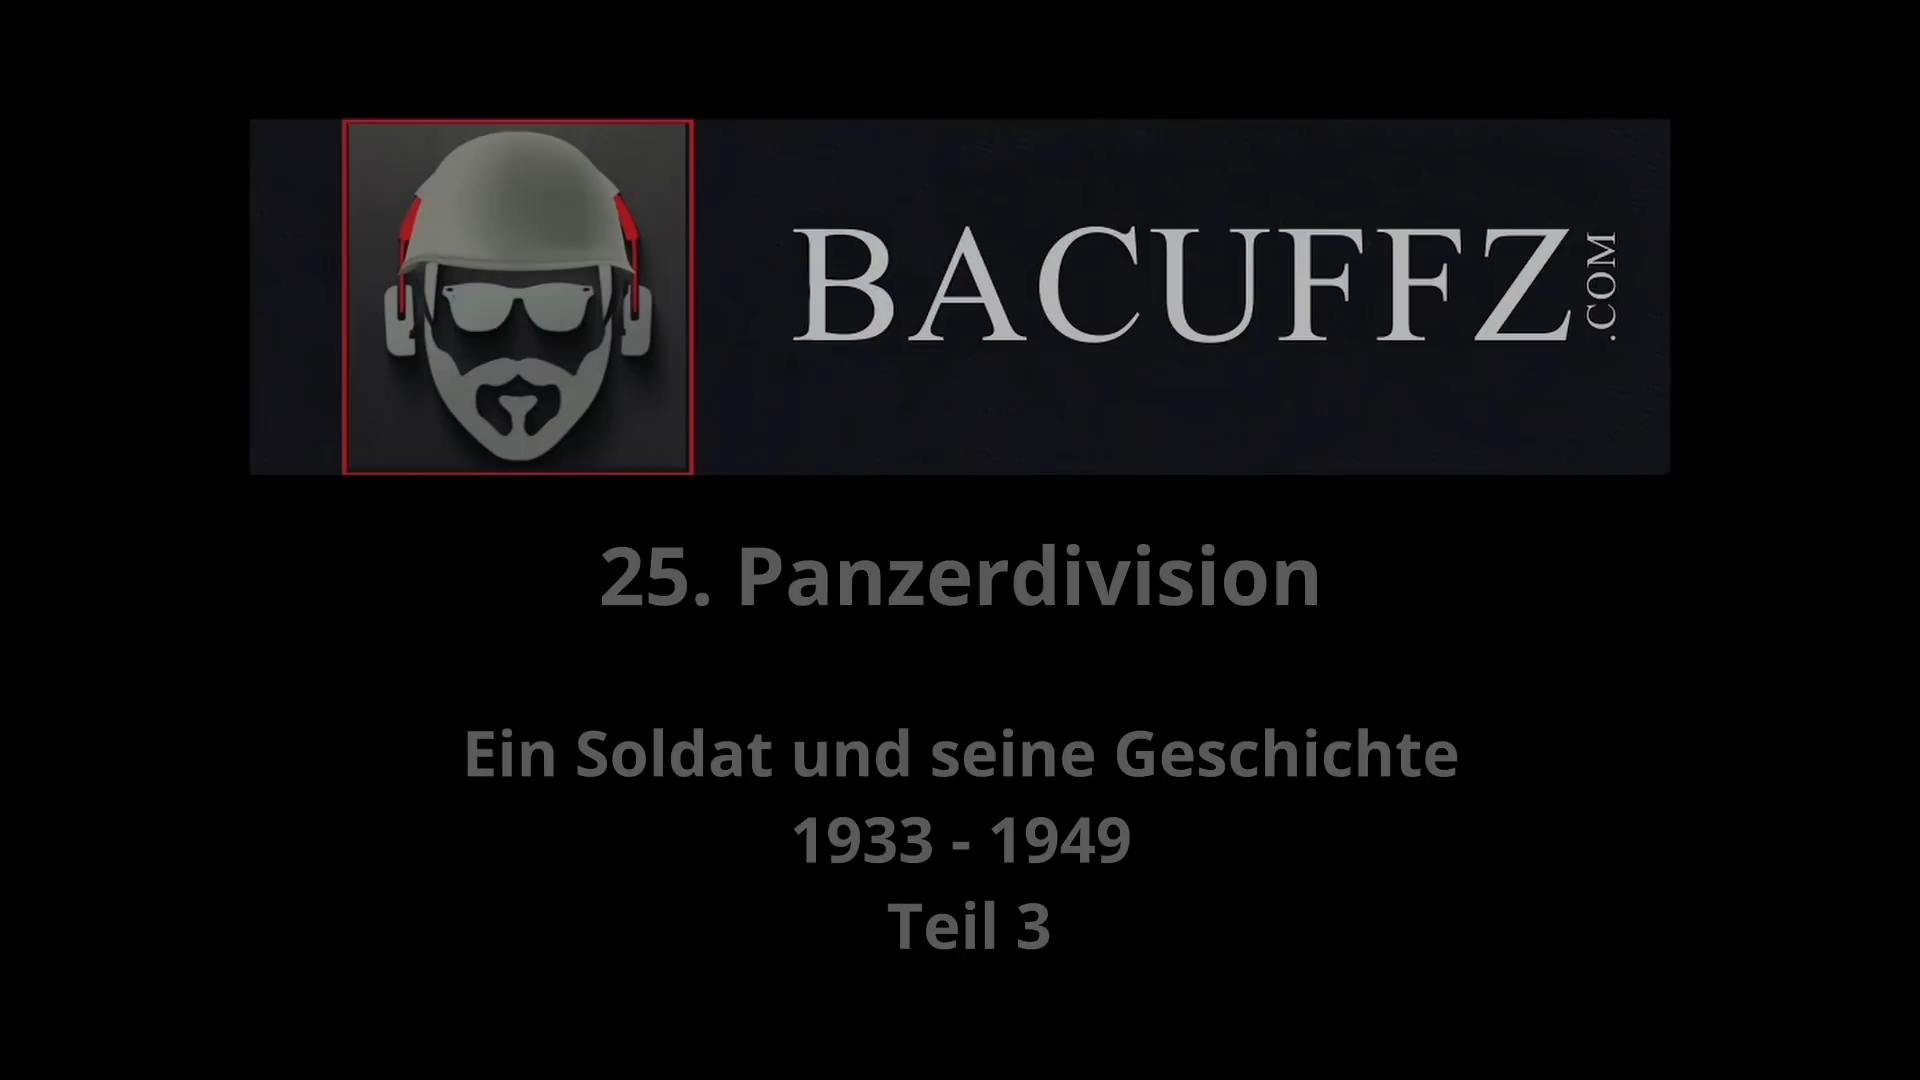 BACUFFZ.COM
25. Panzerdivision
Ein Soldat und seine Geschichte
1933 - 1949
Teil 3